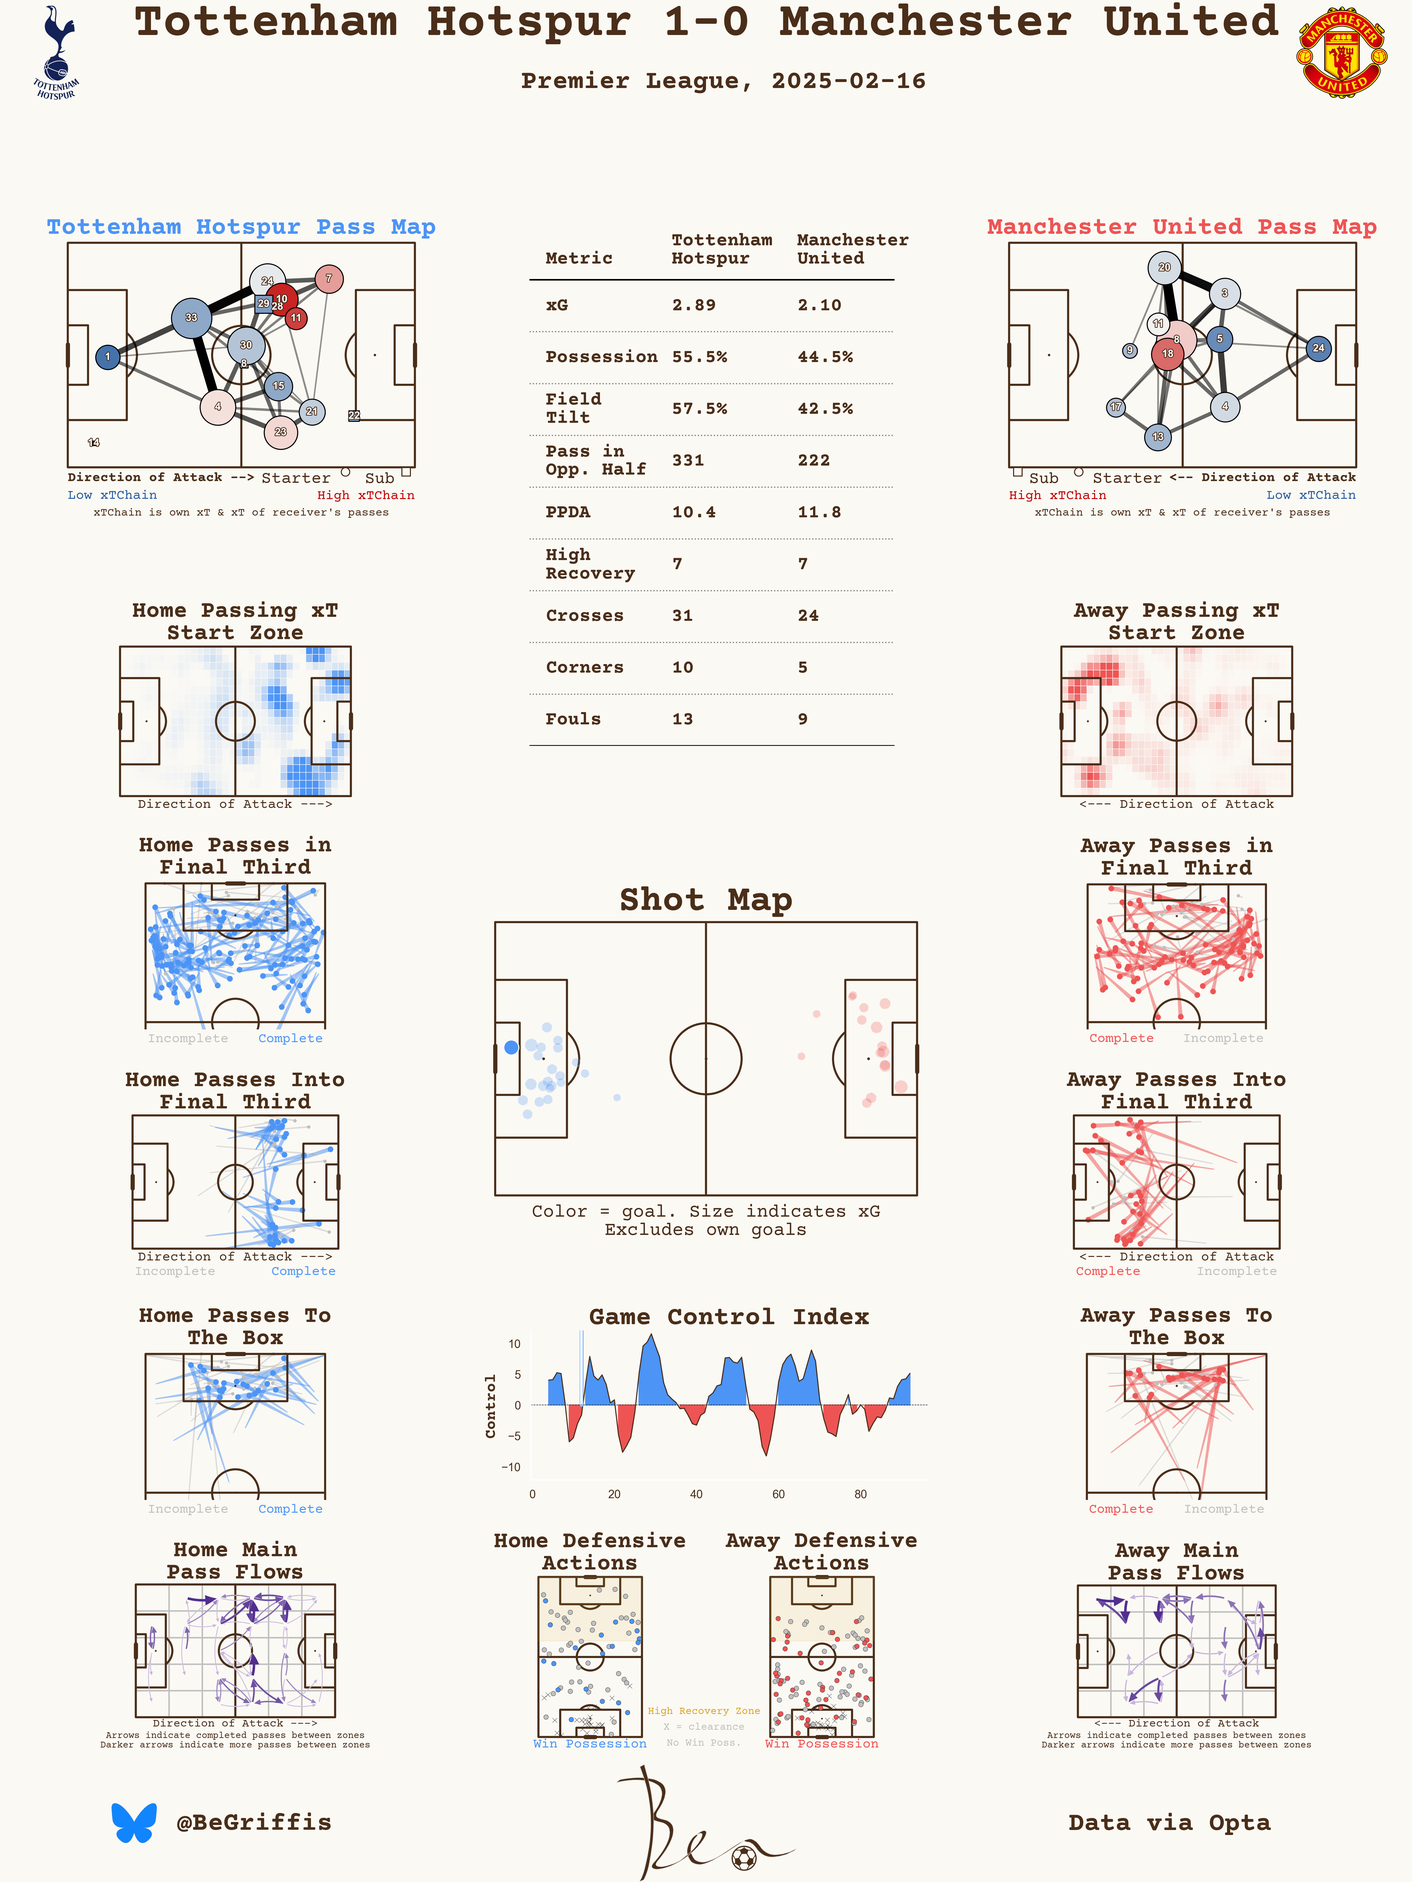 Tottenham Hotspur 1-0 Manchester United
Premier League, 2025-02-16
TOTTENHAM
HOTSPUR
MANCHESTER
UNITED
Tottenham Hotspur Pass Map
24
7
10
29
28
11
33
30
1
8
15
4
21
22
23
14
Direction of Attack --> Starter Sub
Low xTChain High xTChain
xTChain is own xT & xT of receiver's passes
Metric Tottenham Hotspur Manchester United
xG 2.89 2.10
Possession 55.5% 44.5%
Field Tilt 57.5% 42.5%
Pass in Opp. Half 331 222
PPDA 10.4 11.8
High Recovery 7 7
Crosses 31 24
Corners 10 5
Fouls 13 9
Manchester United Pass Map
20
3
11
8
5
9
18
24
17
4
13
Sub Starter <-- Direction of Attack
High xTChain Low xTChain
xTChain is own xT & xT of receiver's passes
Home Passing xT
Start Zone
Direction of Attack --->
Away Passing xT
Start Zone
<--- Direction of Attack
Home Passes in
Final Third
Incomplete Complete
Away Passes in
Final Third
Complete Incomplete
Shot Map
Color = goal. Size indicates xG
Excludes own goals
Home Passes Into
Final Third
Direction of Attack --->
Incomplete Complete
Away Passes Into
Final Third
<--- Direction of Attack
Complete Incomplete
Home Passes To
The Box
Incomplete Complete
Game Control Index
Control
10
5
0
−5
−10
0 20 40 60 80
Away Passes To
The Box
Complete Incomplete
Home Main
Pass Flows
Direction of Attack --->
Arrows indicate completed passes between zones
Darker arrows indicate more passes between zones
Home Defensive
Actions
Win Possession
Away Defensive
Actions
Win Possession
High Recovery Zone
X = clearance
No Win Poss.
Away Main
Pass Flows
<--- Direction of Attack
Arrows indicate completed passes between zones
Darker arrows indicate more passes between zones
@BeGriffis
Ben
Data via Opta